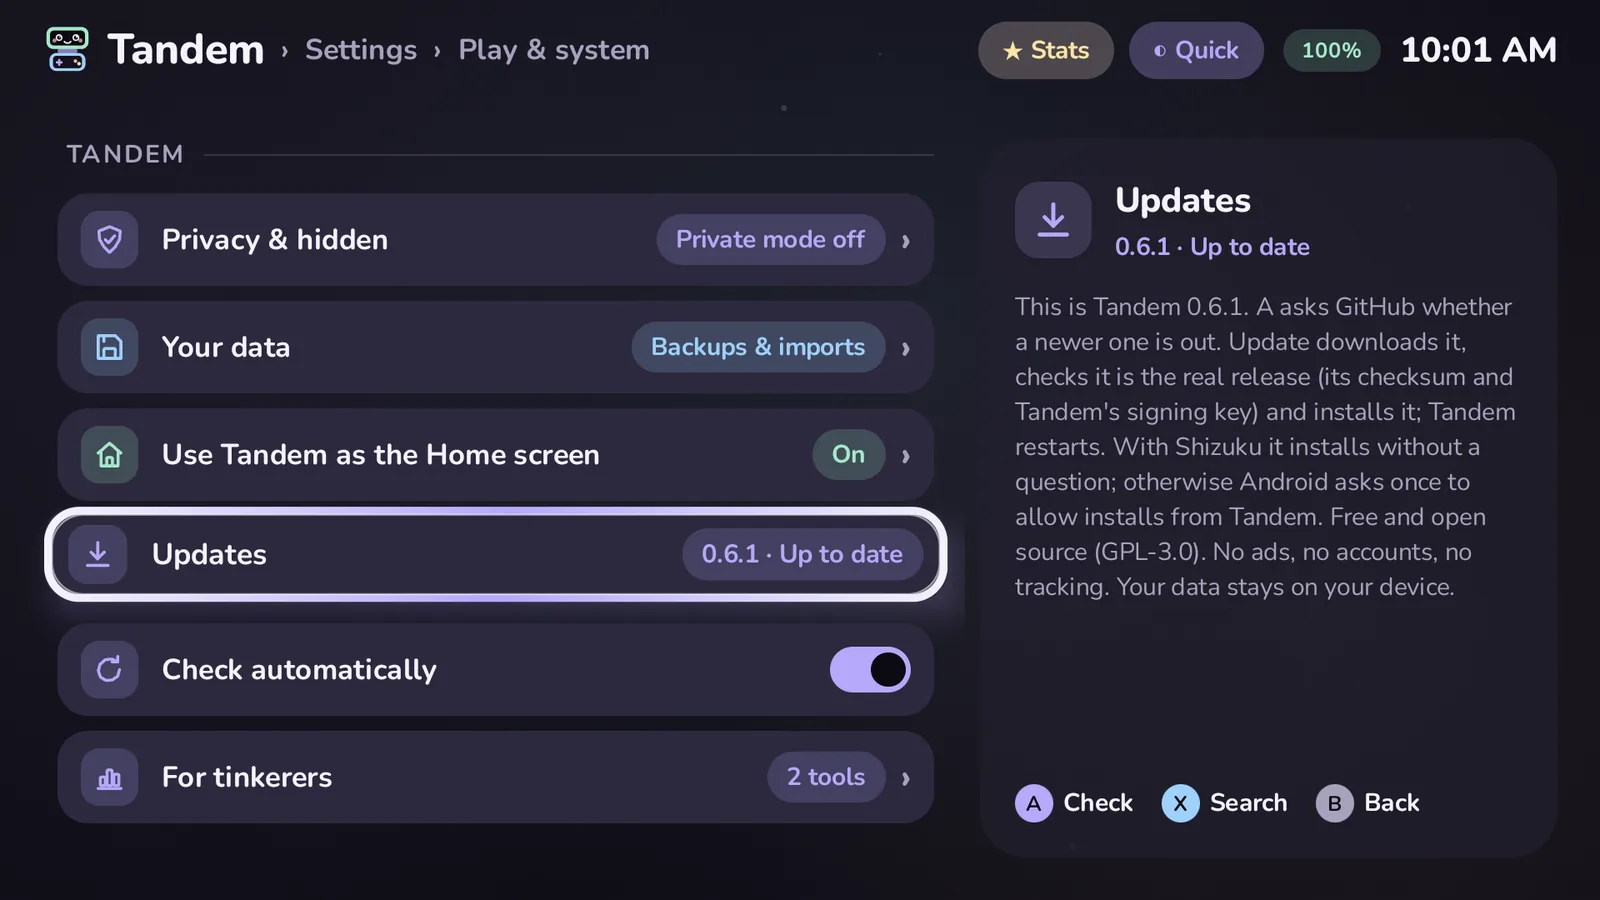 Tandem › Settings › Play & system
★ Stats
Quick
100%
10:01 AM
TANDEM
Privacy & hidden
Private mode off ›
Your data
Backups & imports ›
Use Tandem as the Home screen
On ›
Updates
0.6.1 · Up to date
Check automatically
For tinkerers
2 tools ›
Updates
0.6.1 · Up to date
This is Tandem 0.6.1. A asks GitHub whether
a newer one is out. Update downloads it,
checks it is the real release (its checksum and
Tandem's signing key) and installs it; Tandem
restarts. With Shizuku it installs without a
question; otherwise Android asks once to
allow installs from Tandem. Free and open
source (GPL-3.0). No ads, no accounts, no
tracking. Your data stays on your device.
A Check
X Search
B Back